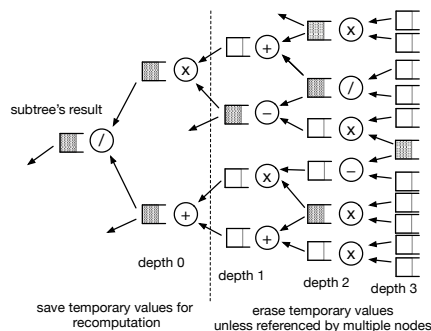 x
+
x
/
subtree's result
−
x
/
−
x
+
x
depth 0
+
x
depth 1
depth 2
depth 3
save temporary values for
recomputation
erase temporary values
unless referenced by multiple nodes